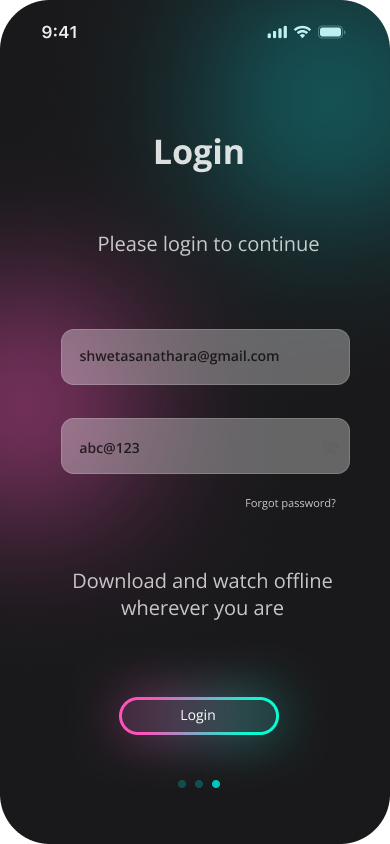 9:41
Login
Please login to continue
shwetasanathara@gmail.com
abc@123
Forgot password?
Download and watch offline
wherever you are
Login